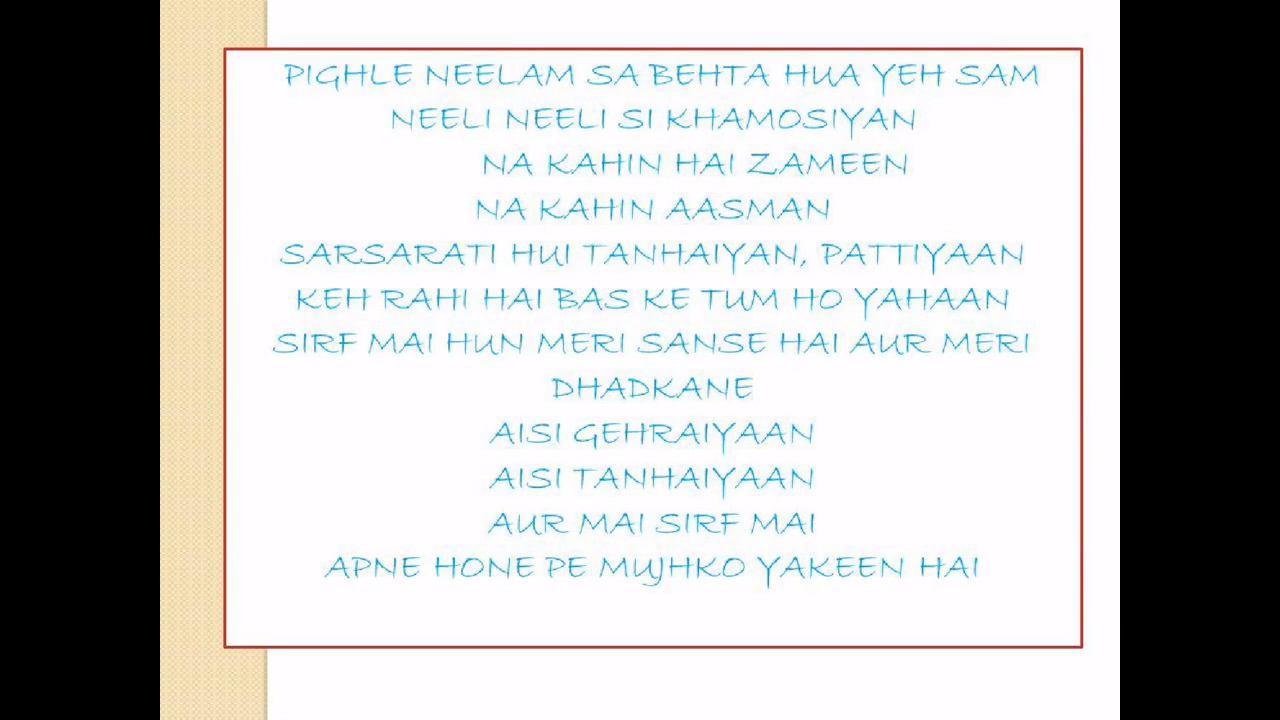 PIGHLE NEELAM SA BEHTA HUA YEH SAM
NEELI NEELI SI KHAMOSIYAN
NA KAHIN HAI ZAMEEN
NA KAHIN AASMAN
SARSARATI HUI TANHAIYAN, PATTIYAAN
KEH RAHI HAI BAS KE TUM HO YAHAAN
SIRF MAI HUN MERI SANSE HAI AUR MERI
DHADKANE
AISI GEHRAIYAAN
AISI TANHAIYAAN
AUR MAI SIRF MAI
APNE HONE PE MUJHKO YAKEEN HAI